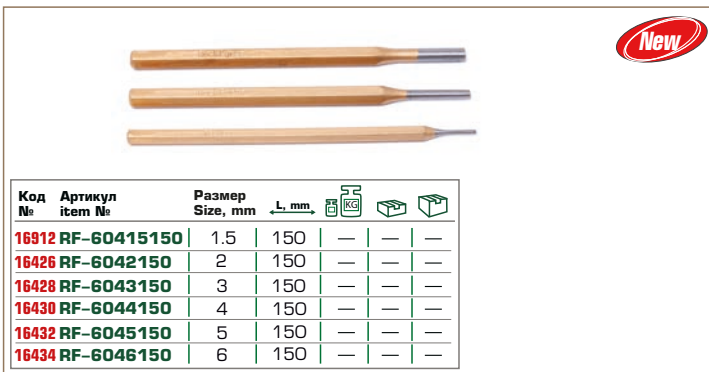 New
Код Артикул Размер
№ item № Size, mm L, mm KG
16912 RF-60415150 1.5 150 — — —
16426 RF-6042150 2 150 — — —
16428 RF-6043150 3 150 — — —
16430 RF-6044150 4 150 — — —
16432 RF-6045150 5 150 — — —
16434 RF-6046150 6 150 — — —